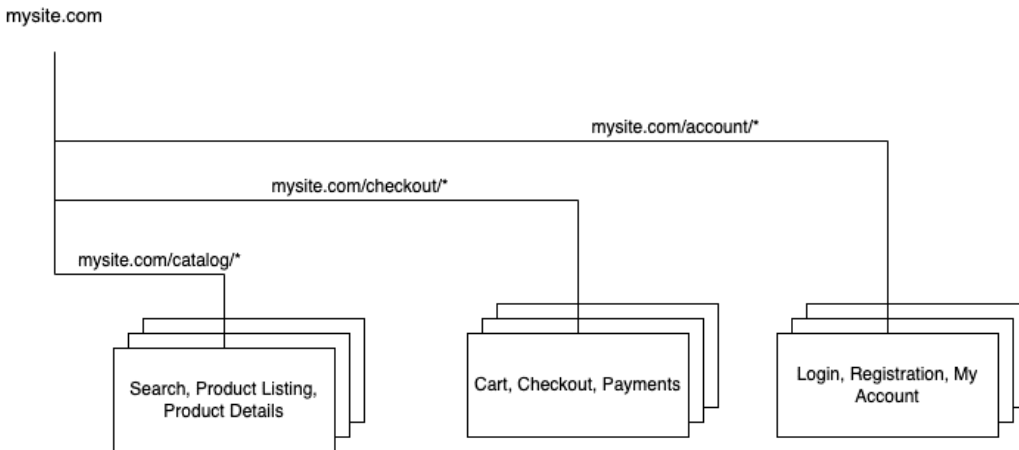 mysite.com
mysite.com/account/*
mysite.com/checkout/*
mysite.com/catalog/*
Search, Product Listing,
Product Details
Cart, Checkout, Payments
Login, Registration, My
Account